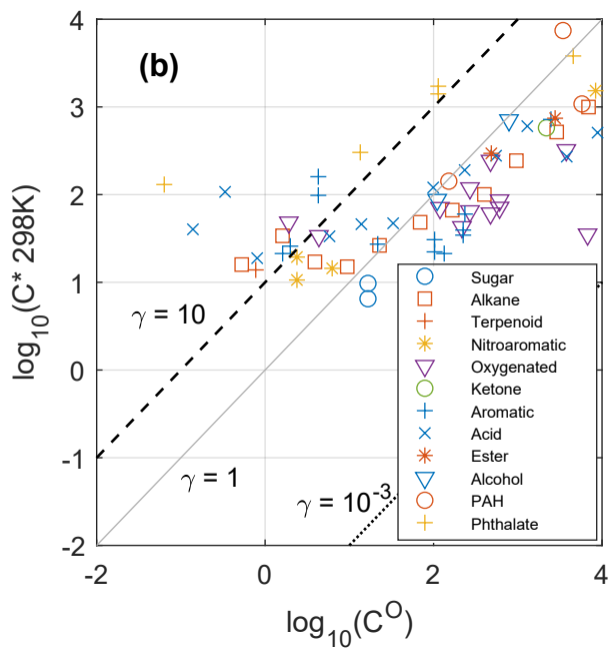 (b)
4
3
2
1
0
-1
-2
log10(C* 298K)
γ = 10
γ = 1
γ = 10-3
Sugar
Alkane
Terpenoid
Nitroaromatic
Oxygenated
Ketone
Aromatic
Acid
Ester
Alcohol
PAH
Phthalate
-2
0
2
4
log10(CO)